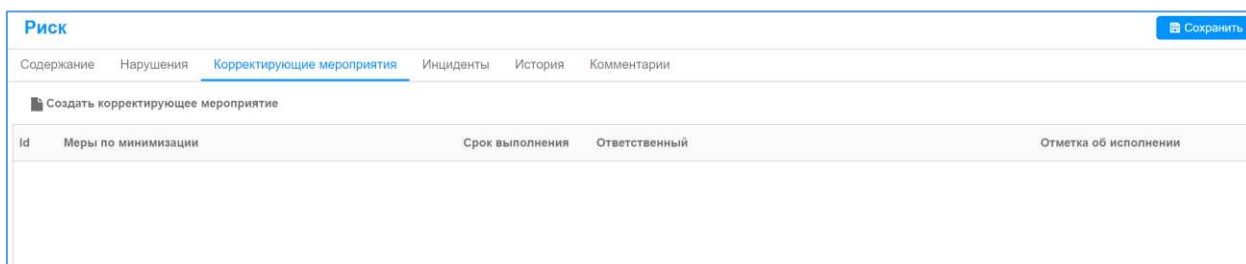 Риск
Сохранить
Содержание Нарушения Корректирующие мероприятия Инциденты История Комментарии
Создать корректирующее мероприятие
Id Меры по минимизации Срок выполнения Ответственный Отметка об исполнении